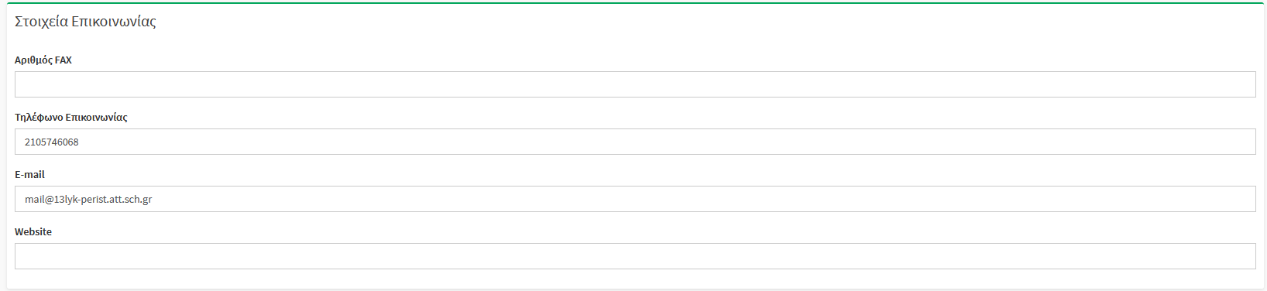 Στοιχεία Επικοινωνίας
Αριθμός FAX
Τηλέφωνο Επικοινωνίας
2105746068
E-mail
mail@13lyk-perist.att.sch.gr
Website